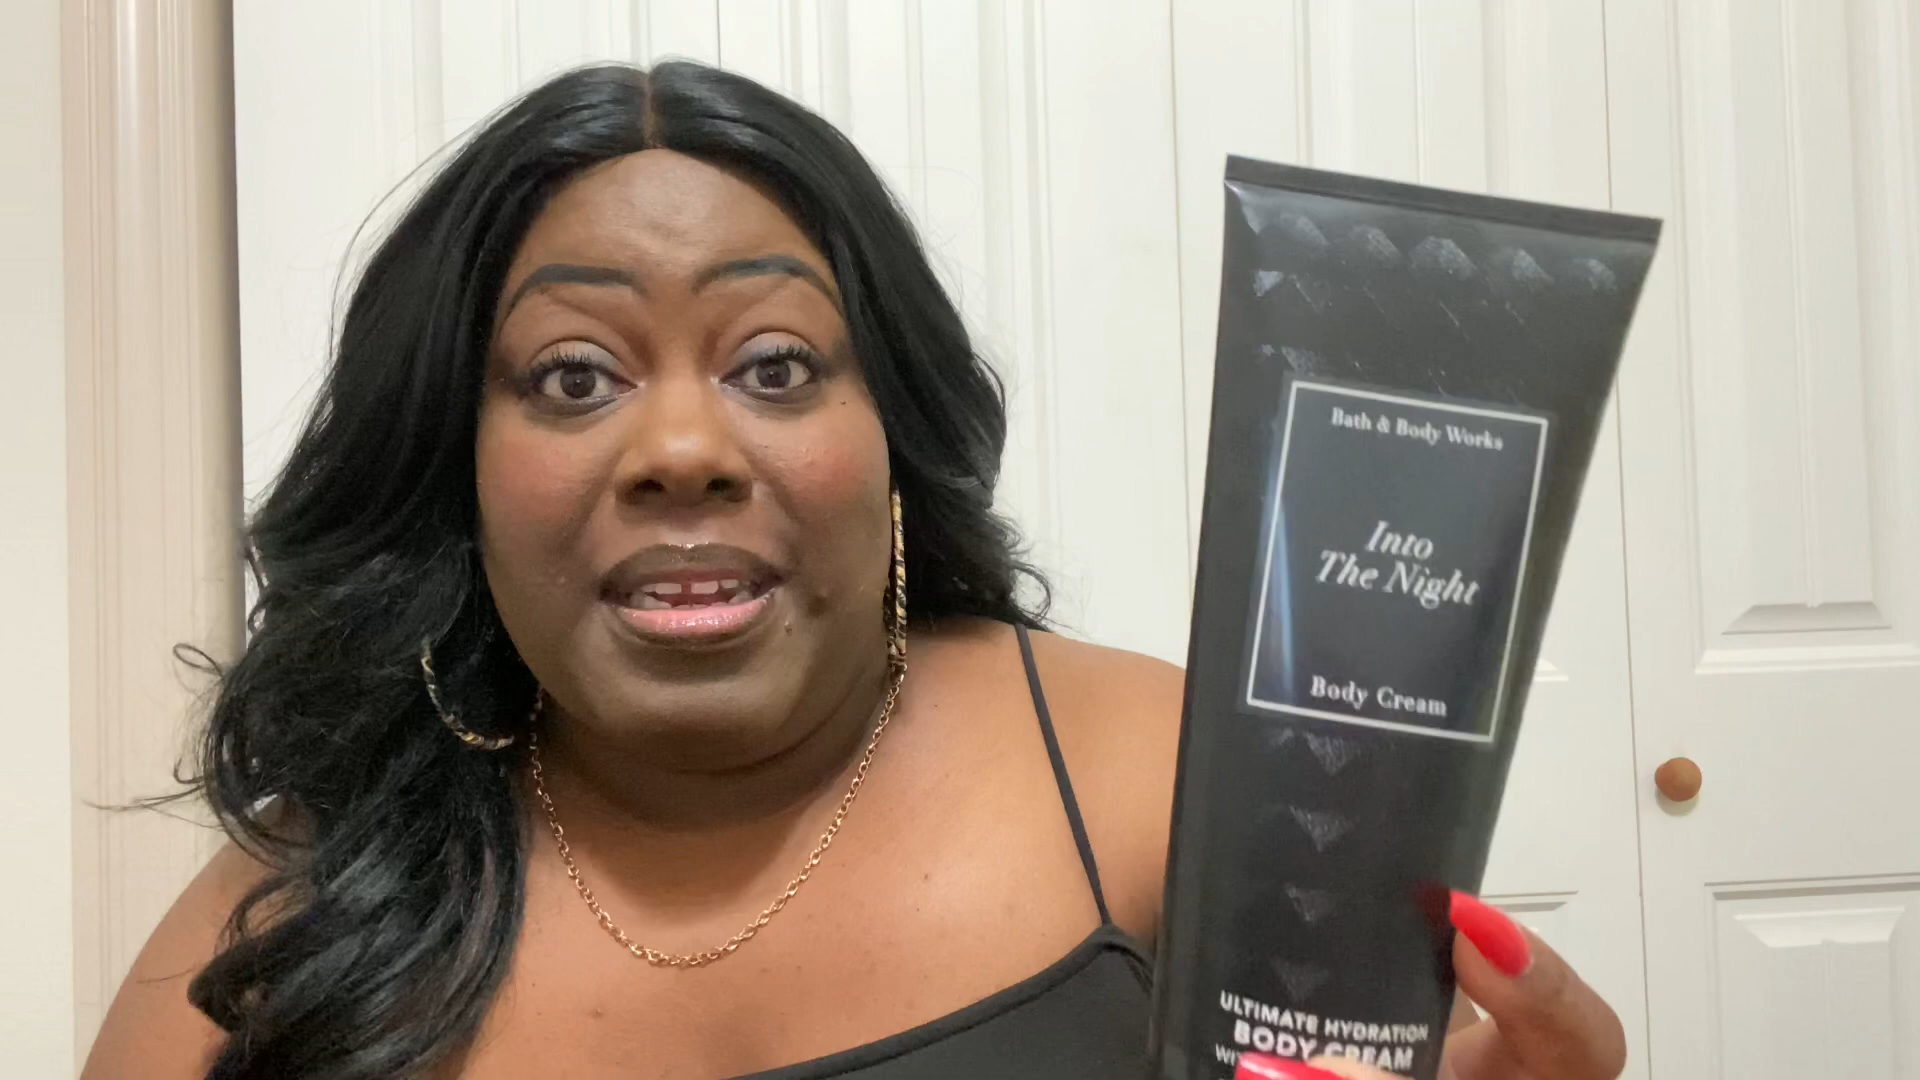 Bath & Body Works
Into
The Night
Body Cream
ULTIMATE HYDRATION
BODY CREAM